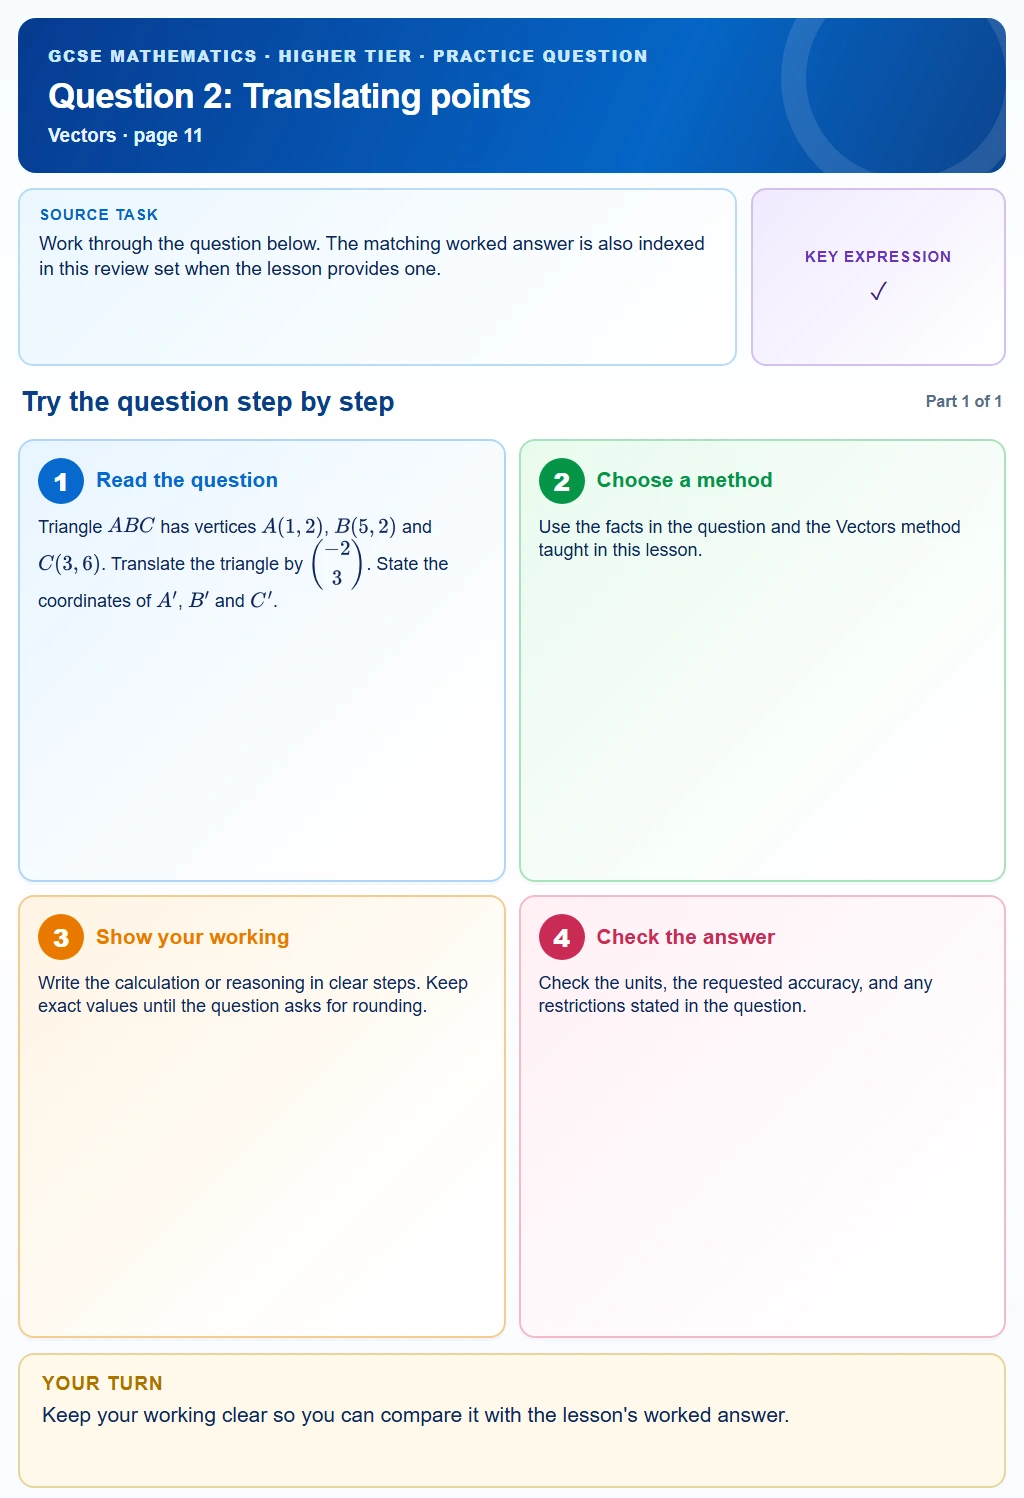 GCSE MATHEMATICS · HIGHER TIER · PRACTICE QUESTION
Question 2: Translating points
Vectors · page 11
SOURCE TASK
Work through the question below. The matching worked answer is also indexed
in this review set when the lesson provides one.
KEY EXPRESSION
✓
Try the question step by step
Part 1 of 1
1 Read the question
Triangle ABC has vertices A(1, 2), B(5, 2) and
C(3, 6). Translate the triangle by (−2 3). State the
coordinates of A′, B′ and C′.
2 Choose a method
Use the facts in the question and the Vectors method
taught in this lesson.
3 Show your working
Write the calculation or reasoning in clear steps. Keep
exact values until the question asks for rounding.
4 Check the answer
Check the units, the requested accuracy, and any
restrictions stated in the question.
YOUR TURN
Keep your working clear so you can compare it with the lesson's worked answer.